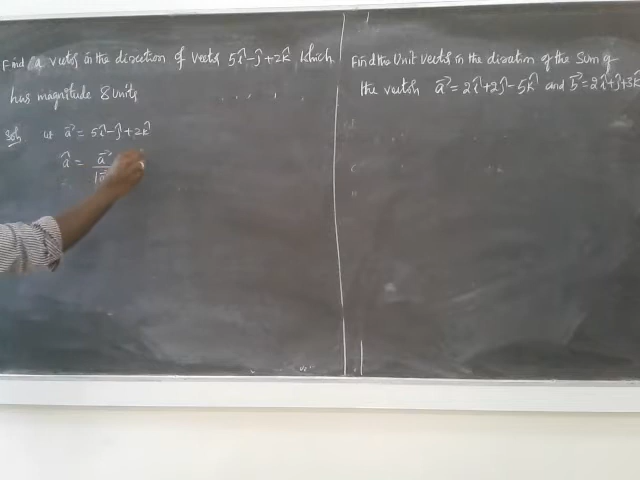 Find a vector in the direction of vector 5î-ĵ+2k̂ which
has magnitude 8 units
Soln let a⃗ = 5î-ĵ+2k̂
â = a⃗ / |a⃗
Find the Unit vector in the direction of the Sum of
the vectors a⃗ = 2î+2ĵ-5k̂ and b⃗ = 2î+ĵ+3k̂